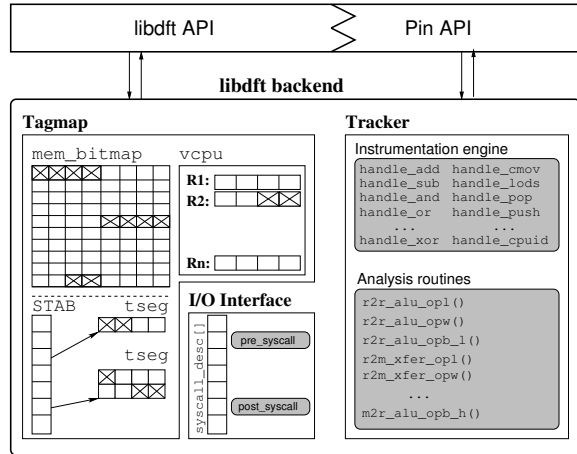 libdft API
Pin API
libdft backend
Tagmap
mem_bitmap
vcpu
R1:
R2:
Rn:
STAB
tseg
tseg
I/O Interface
syscall_desc[]
pre_syscall
post_syscall
Tracker
Instrumentation engine
handle_add handle_cmov
handle_sub handle_lods
handle_and handle_pop
handle_or handle_push
... ...
handle_xor handle_cpuid
Analysis routines
r2r_alu_opl()
r2r_alu_opw()
r2r_alu_opb_l()
r2m_xfer_opl()
r2m_xfer_opw()
...
m2r_alu_opb_h()